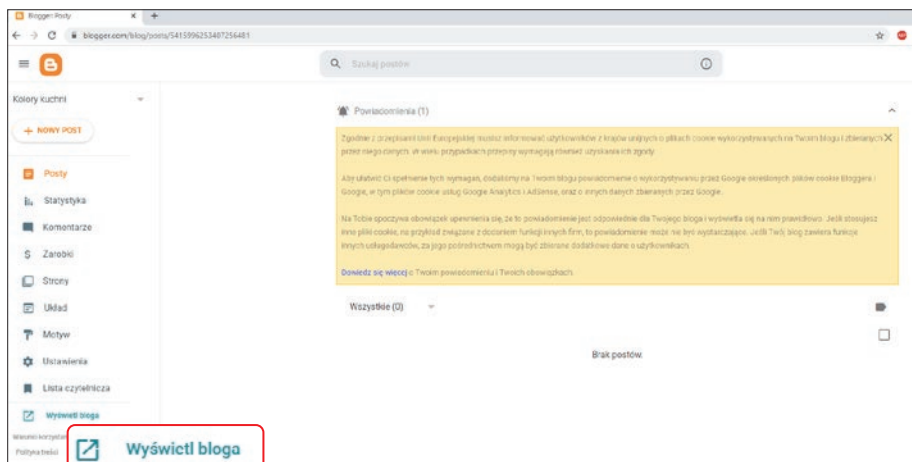 Blogger: Posty
blogger.com/blog/posts/5415996253407256481
Szukaj postów
Kolory kuchni
Powiadomienia (1)
+ NOWY POST
Zgodnie z przepisami Unii Europejskiej musisz informować użytkowników z krajów unijnych o plikach cookie wykorzystywanych na Twoim blogu i zbieranych
przez niego danych. W wielu przypadkach przepisy wymagają również uzyskania ich zgody.
Aby ułatwić Ci spełnienie tych wymagań, dodaliśmy na Twoim blogu powiadomienie o wykorzystywaniu przez Google określonych plików cookie Bloggera i
Google, w tym plików cookie usług Google Analytics i AdSense, oraz o innych danych zbieranych przez Google.
Na Tobie spoczywa obowiązek upewnienia się, że to powiadomienie jest odpowiednie dla Twojego bloga i wyświetla się na nim prawidłowo. Jeśli stosujesz
inne pliki cookie, na przykład związane z dodaniem funkcji innych firm, to powiadomienie może nie być wystarczające. Jeśli Twój blog zawiera funkcje
innych usługodawców, za jego pośrednictwem mogą być zbierane dodatkowe dane o użytkownikach.
Dowiedz się więcej o Twoim powiadomieniu i Twoich obowiązkach.
Posty
Statystyka
Komentarze
Zarobki
Strony
Układ
Motyw
Ustawienia
Lista czytelnicza
Wyświetl bloga
Wszystkie (0)
Brak postów.
Warunki
Polityka treści
Wyświetl bloga